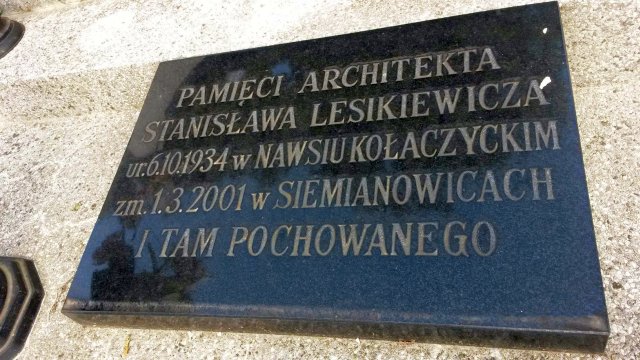 PAMIĘCI ARCHITEKTA
STANISŁAWA LESIKIEWICZA
ur.6.10.1934 w NAWSIU KOŁACZYCKIM
zm.1.3.2001 w SIEMIANOWICACH
I TAM POCHOWANEGO